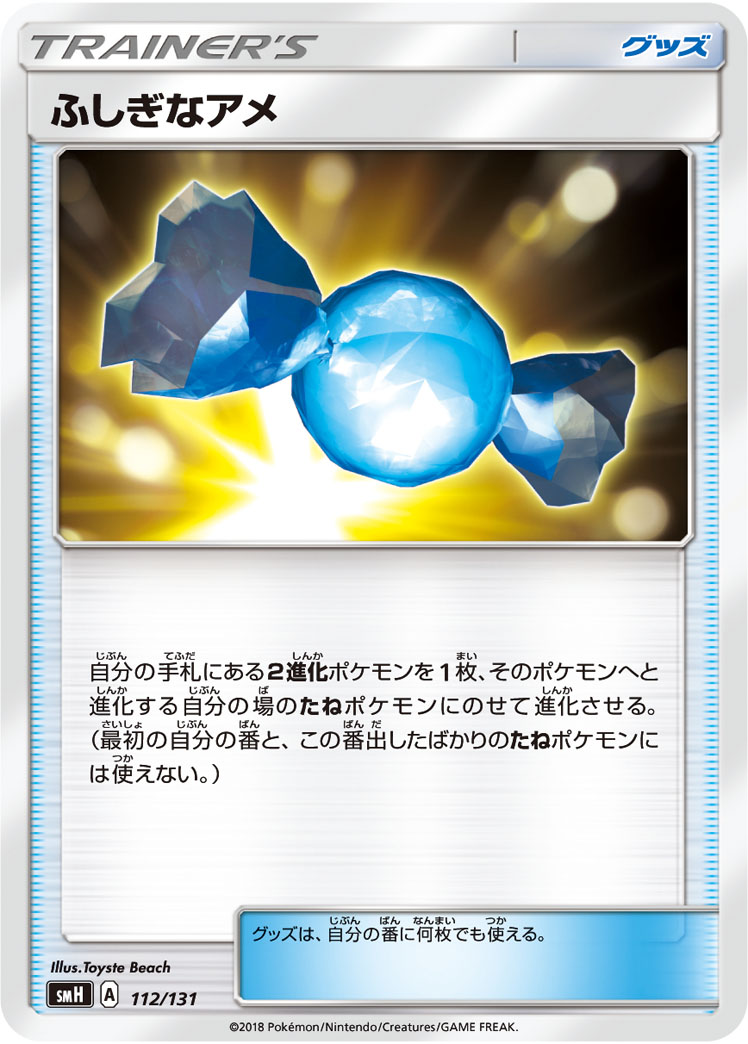 TRAINER'S
グッズ
ふしぎなアメ
自分の手札にある2進化ポケモンを1枚、そのポケモンへと
進化する自分の場のたねポケモンにのせて進化させる。
（最初の自分の番と、この番出したばかりのたねポケモンに
は使えない。）
グッズは、自分の番に何枚でも使える。
Illus.Toyste Beach
SMH A 112/131
©2018 Pokémon/Nintendo/Creatures/GAME FREAK.